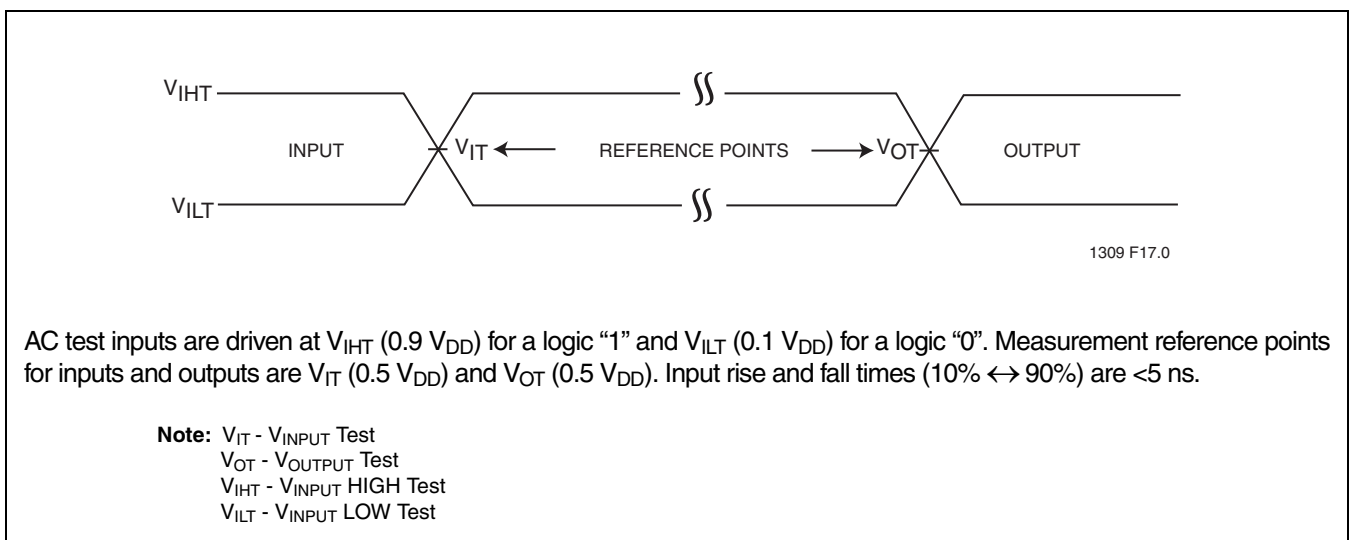 VIHT
INPUT VIT REFERENCE POINTS VOT OUTPUT
VILT
1309 F17.0
AC test inputs are driven at VIHT (0.9 VDD) for a logic “1” and VILT (0.1 VDD) for a logic “0”. Measurement reference points
for inputs and outputs are VIT (0.5 VDD) and VOT (0.5 VDD). Input rise and fall times (10% ↔ 90%) are <5 ns.
Note: VIT - VINPUT Test
VOT - VOUTPUT Test
VIHT - VINPUT HIGH Test
VILT - VINPUT LOW Test